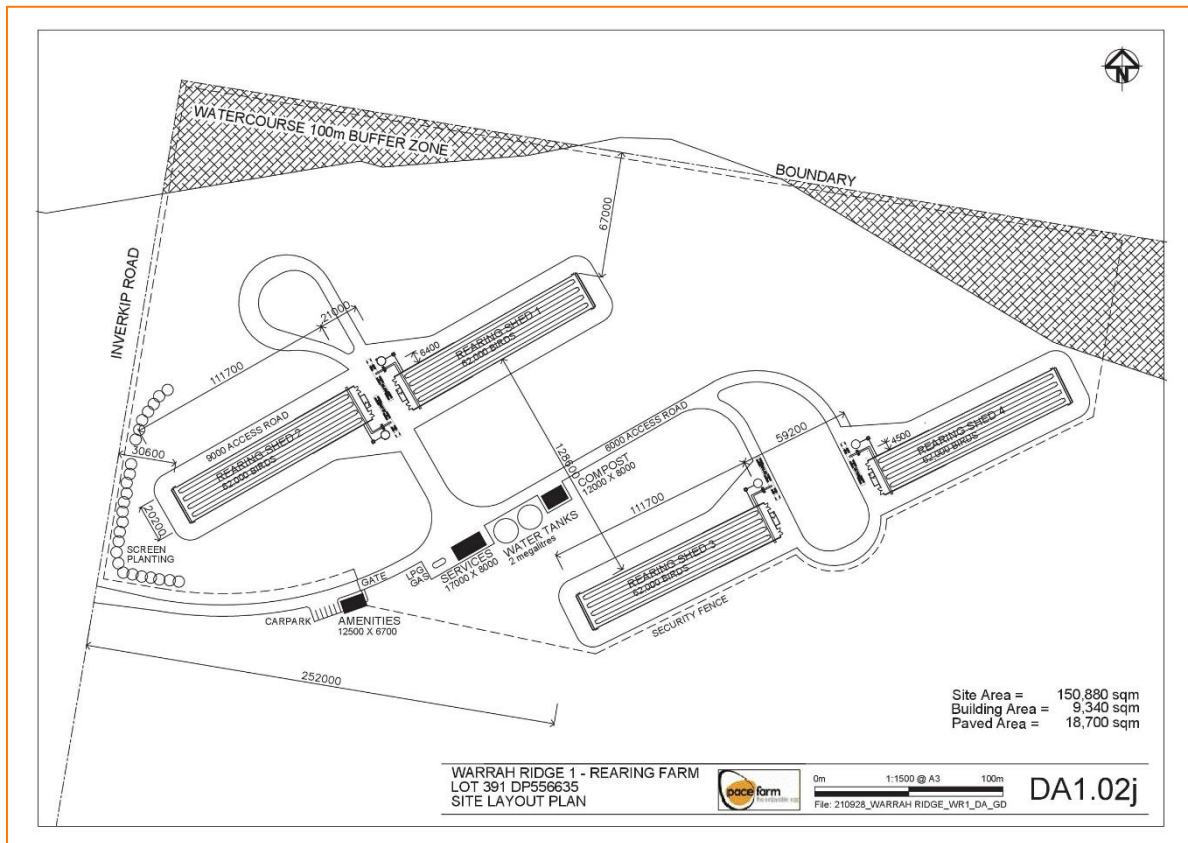 N
WATERCOURSE 100m BUFFER ZONE
BOUNDARY
INVERKIP ROAD
67000
21000
111700
6400
REARING SHED 1
62,000 BIRDS
9000 ACCESS ROAD
REARING SHED 2
62,000 BIRDS
30600
20200
SCREEN
PLANTING
6000 ACCESS ROAD
128600
59200
4500
REARING SHED 4
62,000 BIRDS
COMPOST
12000 X 8000
111700
WATER TANKS
2 megalitres
SERVICES
17000 X 8000
LPG
GAS
REARING SHED 3
62,000 BIRDS
SECURITY FENCE
GATE
CARPARK
AMENITIES
12500 X 6700
252000
Site Area = 150,880 sqm
Building Area = 9,340 sqm
Paved Area = 18,700 sqm
WARRAH RIDGE 1 - REARING FARM
LOT 391 DP556635
SITE LAYOUT PLAN
pace farm
0m 1:1500 @ A3 100m
File: 210928_WARRAH RIDGE_WR1_DA_GD
DA1.02j